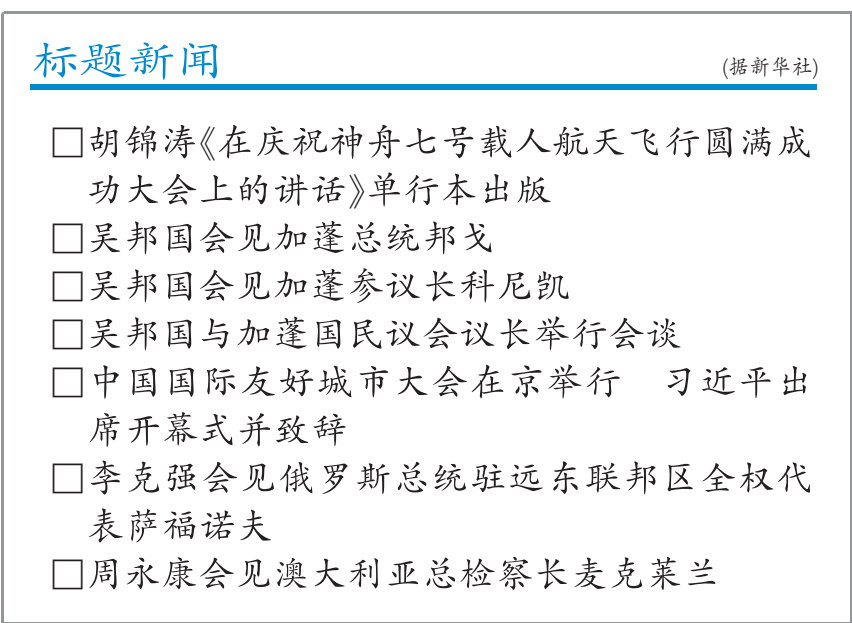 标题新闻
(据新华社)
□胡锦涛《在庆祝神舟七号载人航天飞行圆满成
功大会上的讲话》单行本出版
□吴邦国会见加蓬总统邦戈
□吴邦国会见加蓬参议长科尼凯
□吴邦国与加蓬国民议会议长举行会谈
□中国国际友好城市大会在京举行　习近平出
席开幕式并致辞
□李克强会见俄罗斯总统驻远东联邦区全权代
表萨福诺夫
□周永康会见澳大利亚总检察长麦克莱兰